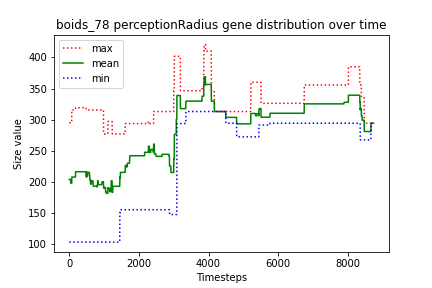 boids_78 perceptionRadius gene distribution over time
max
mean
min
Size value
400
350
300
250
200
150
100
0 2000 4000 6000 8000
Timesteps